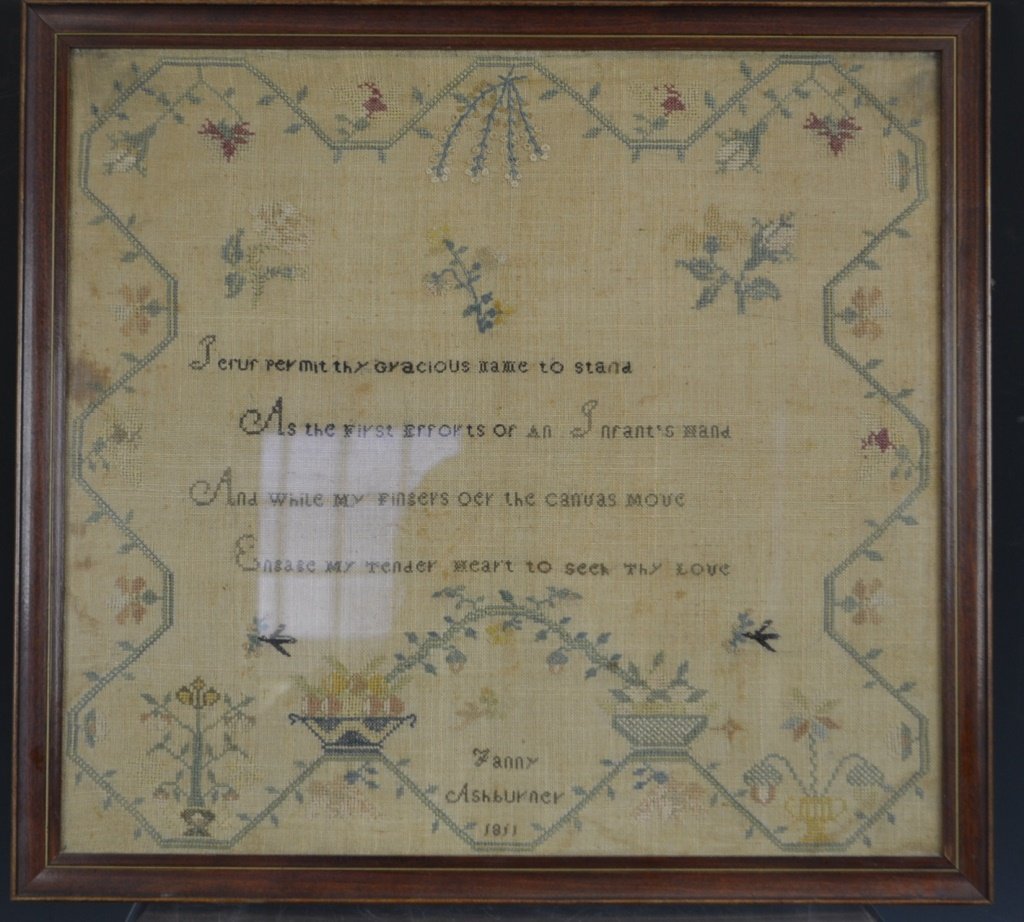 Jesus permit thy Gracious name to stand
As the first Efforts of an Infant's hand
And while my fingers oer the canvas move
Engage my tender heart to seek thy Love
Fanny
Ashburner
1811